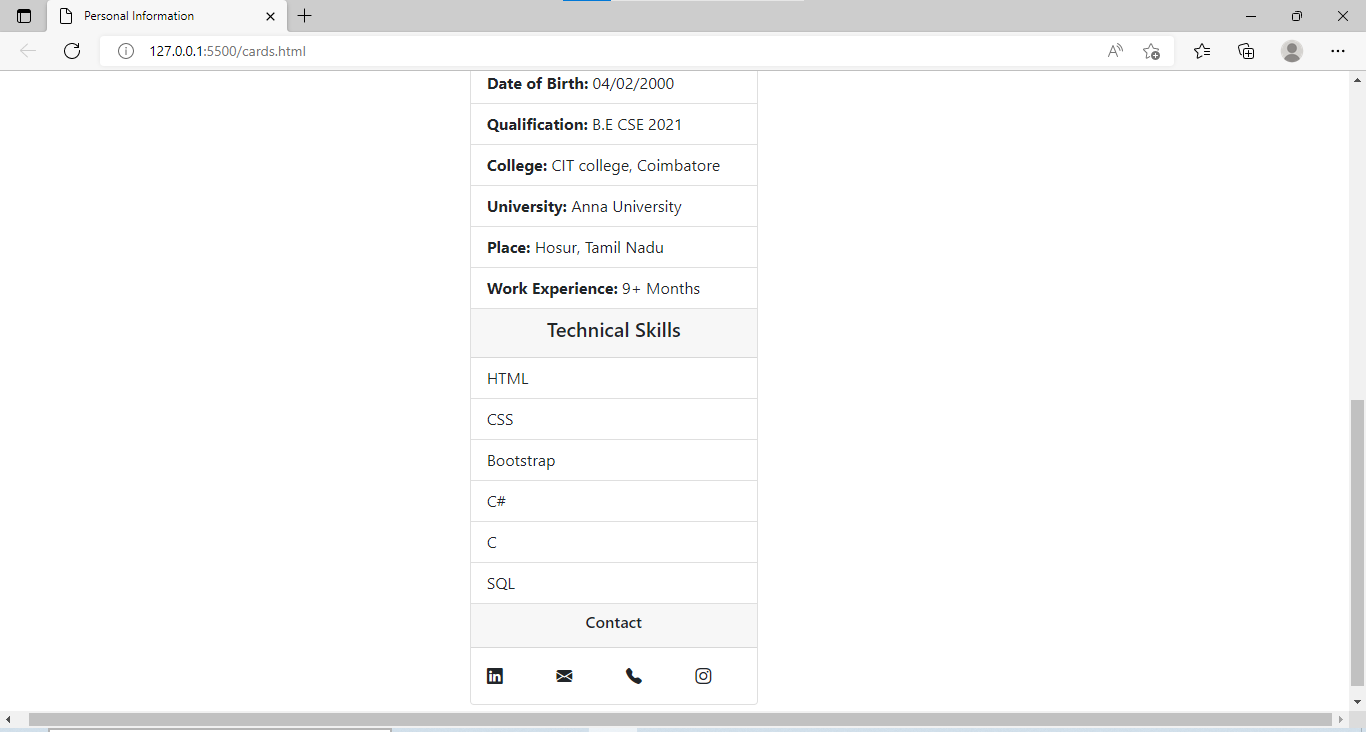 Personal Information
127.0.0.1:5500/cards.html
Date of Birth: 04/02/2000
Qualification: B.E CSE 2021
College: CIT college, Coimbatore
University: Anna University
Place: Hosur, Tamil Nadu
Work Experience: 9+ Months
Technical Skills
HTML
CSS
Bootstrap
C#
C
SQL
Contact